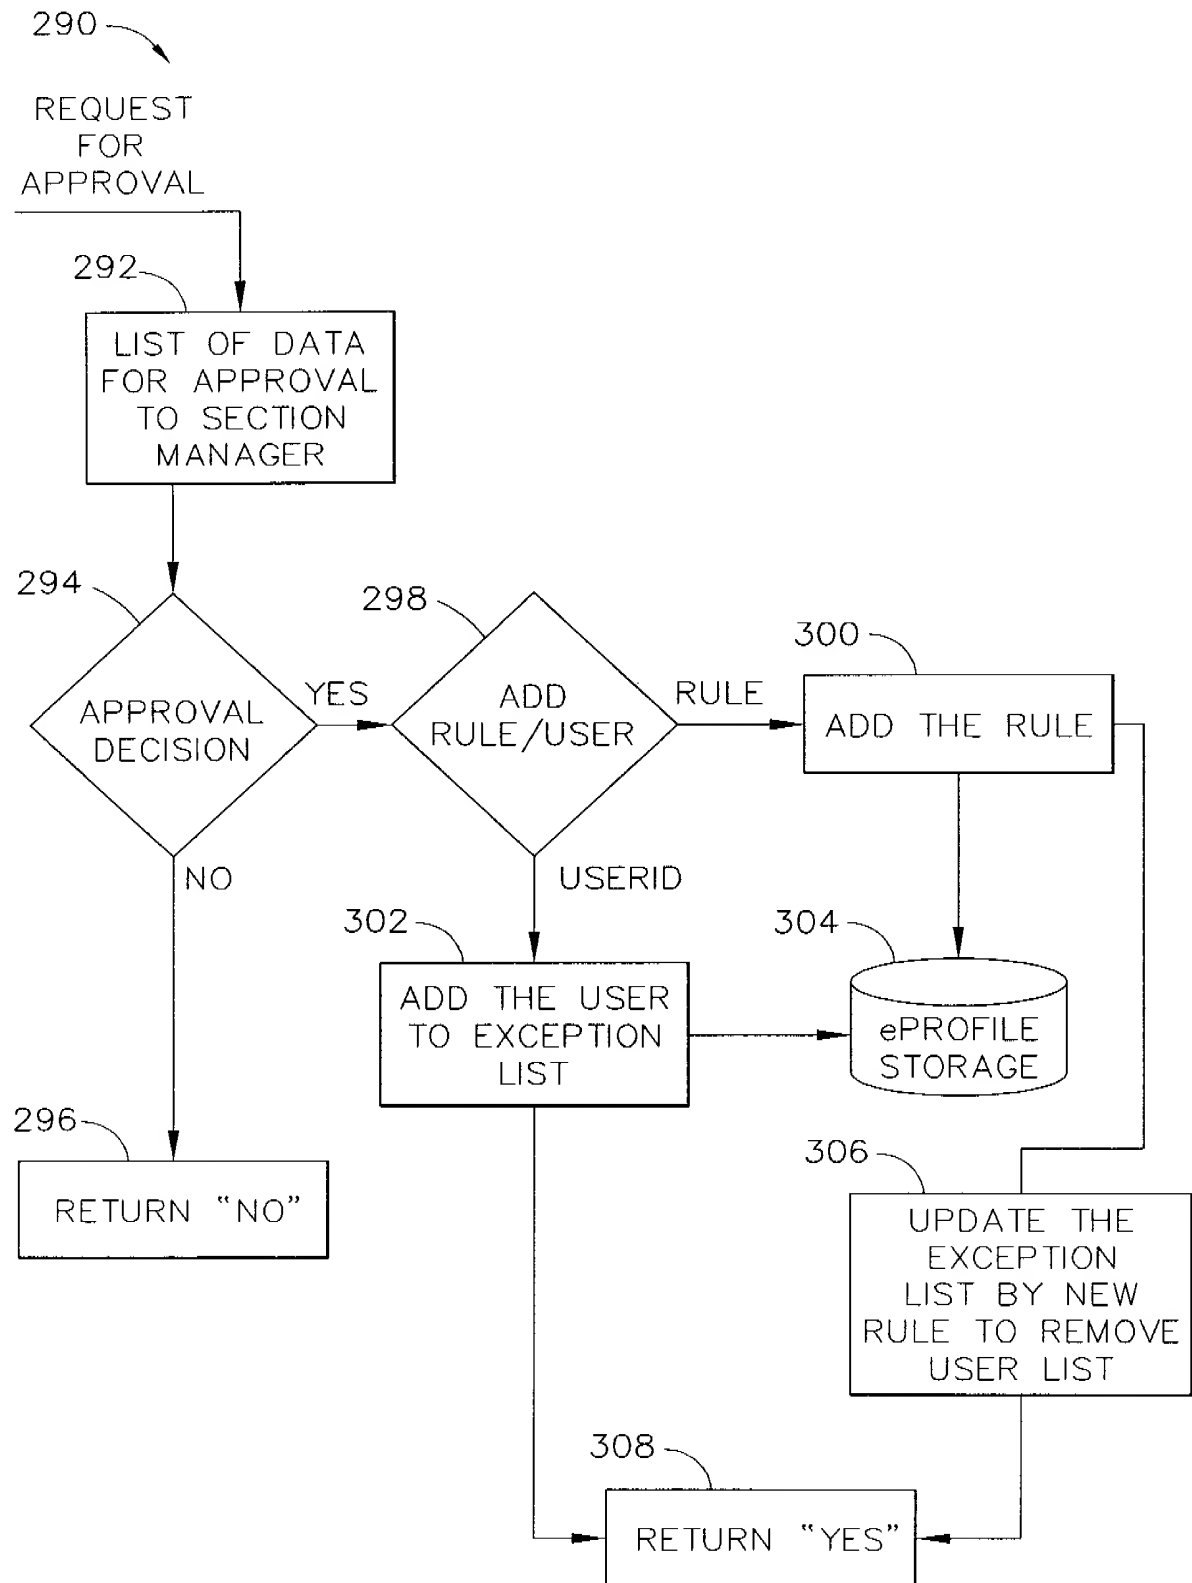 290
REQUEST
FOR
APPROVAL
292
LIST OF DATA
FOR APPROVAL
TO SECTION
MANAGER
294
APPROVAL
DECISION
YES
NO
298
ADD
RULE/USER
RULE
USERID
300
ADD THE RULE
302
ADD THE USER
TO EXCEPTION
LIST
304
ePROFILE
STORAGE
296
RETURN “NO”
306
UPDATE THE
EXCEPTION
LIST BY NEW
RULE TO REMOVE
USER LIST
308
RETURN “YES”